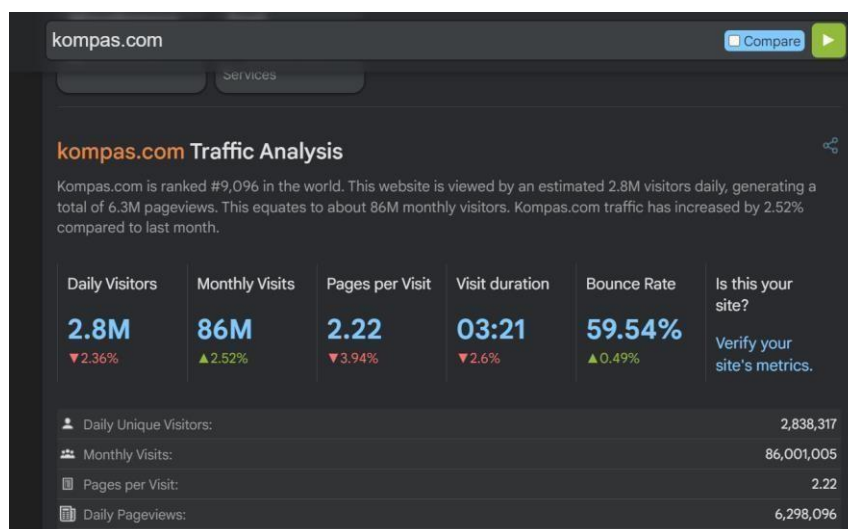 kompas.com
Compare
Services
kompas.com Traffic Analysis
Kompas.com is ranked #9,096 in the world. This website is viewed by an estimated 2.8M visitors daily, generating a
total of 6.3M pageviews. This equates to about 86M monthly visitors. Kompas.com traffic has increased by 2.52%
compared to last month.
Daily Visitors
2.8M
▼2.36%
Monthly Visits
86M
▲2.52%
Pages per Visit
2.22
▼3.94%
Visit duration
03:21
▼2.6%
Bounce Rate
59.54%
▲0.49%
Is this your
site?
Verify your
site's metrics.
Daily Unique Visitors: 2,838,317
Monthly Visits: 86,001,005
Pages per Visit: 2.22
Daily Pageviews: 6,298,096